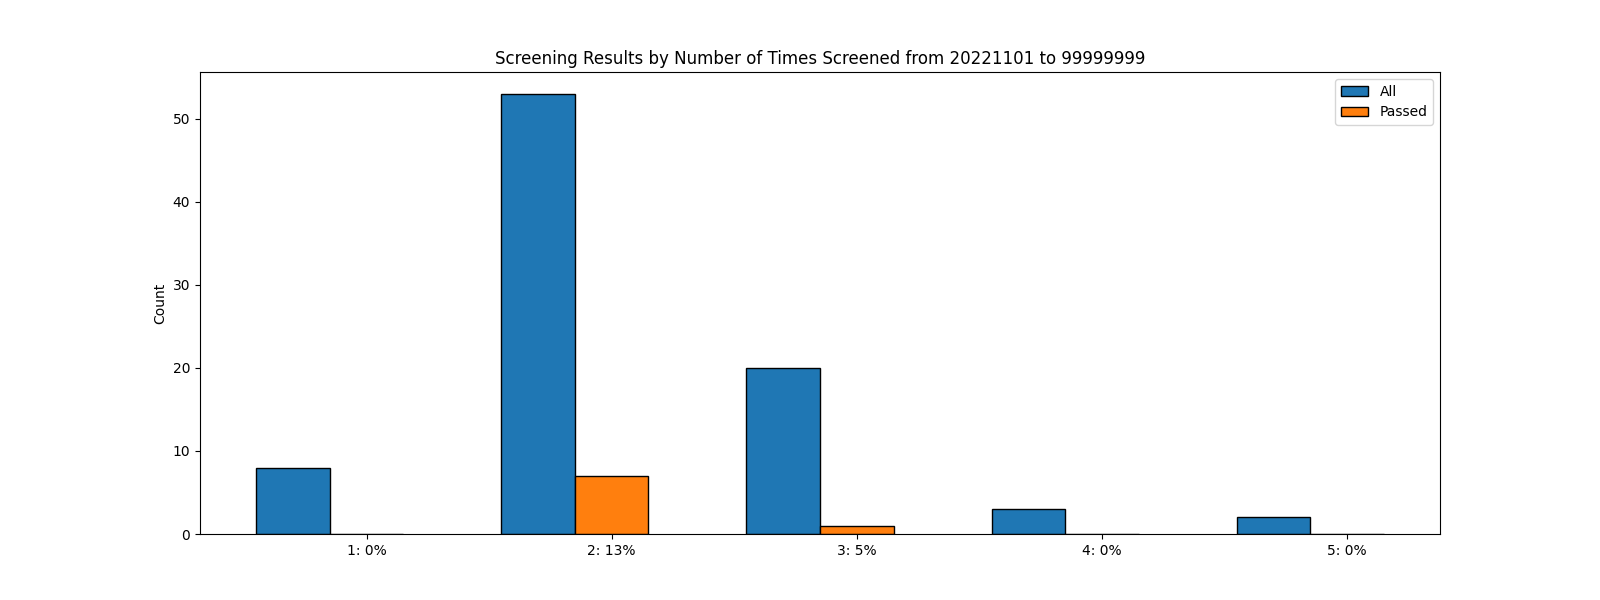 Screening Results by Number of Times Screened from 20221101 to 99999999
All
Passed
Count
50
40
30
20
10
0
1: 0%
2: 13%
3: 5%
4: 0%
5: 0%